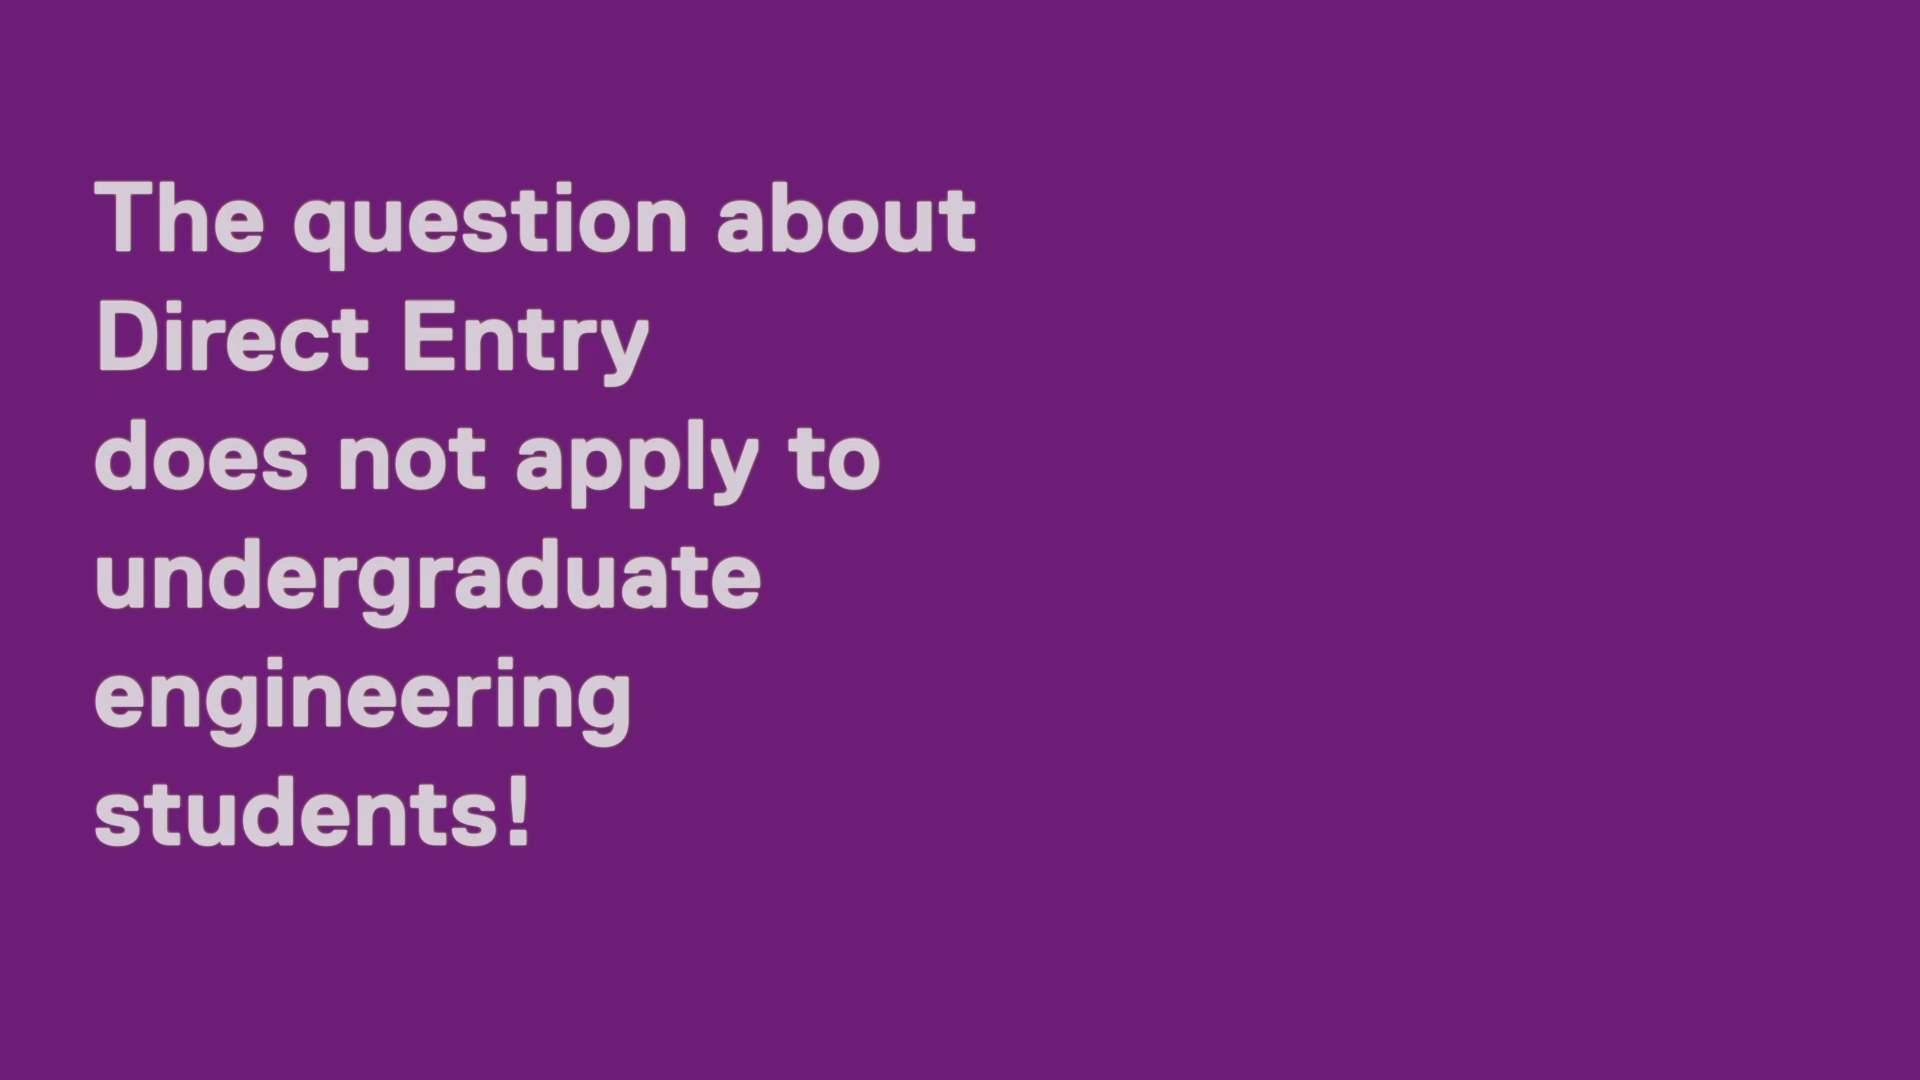 The question about
Direct Entry
does not apply to
undergraduate
engineering
students!